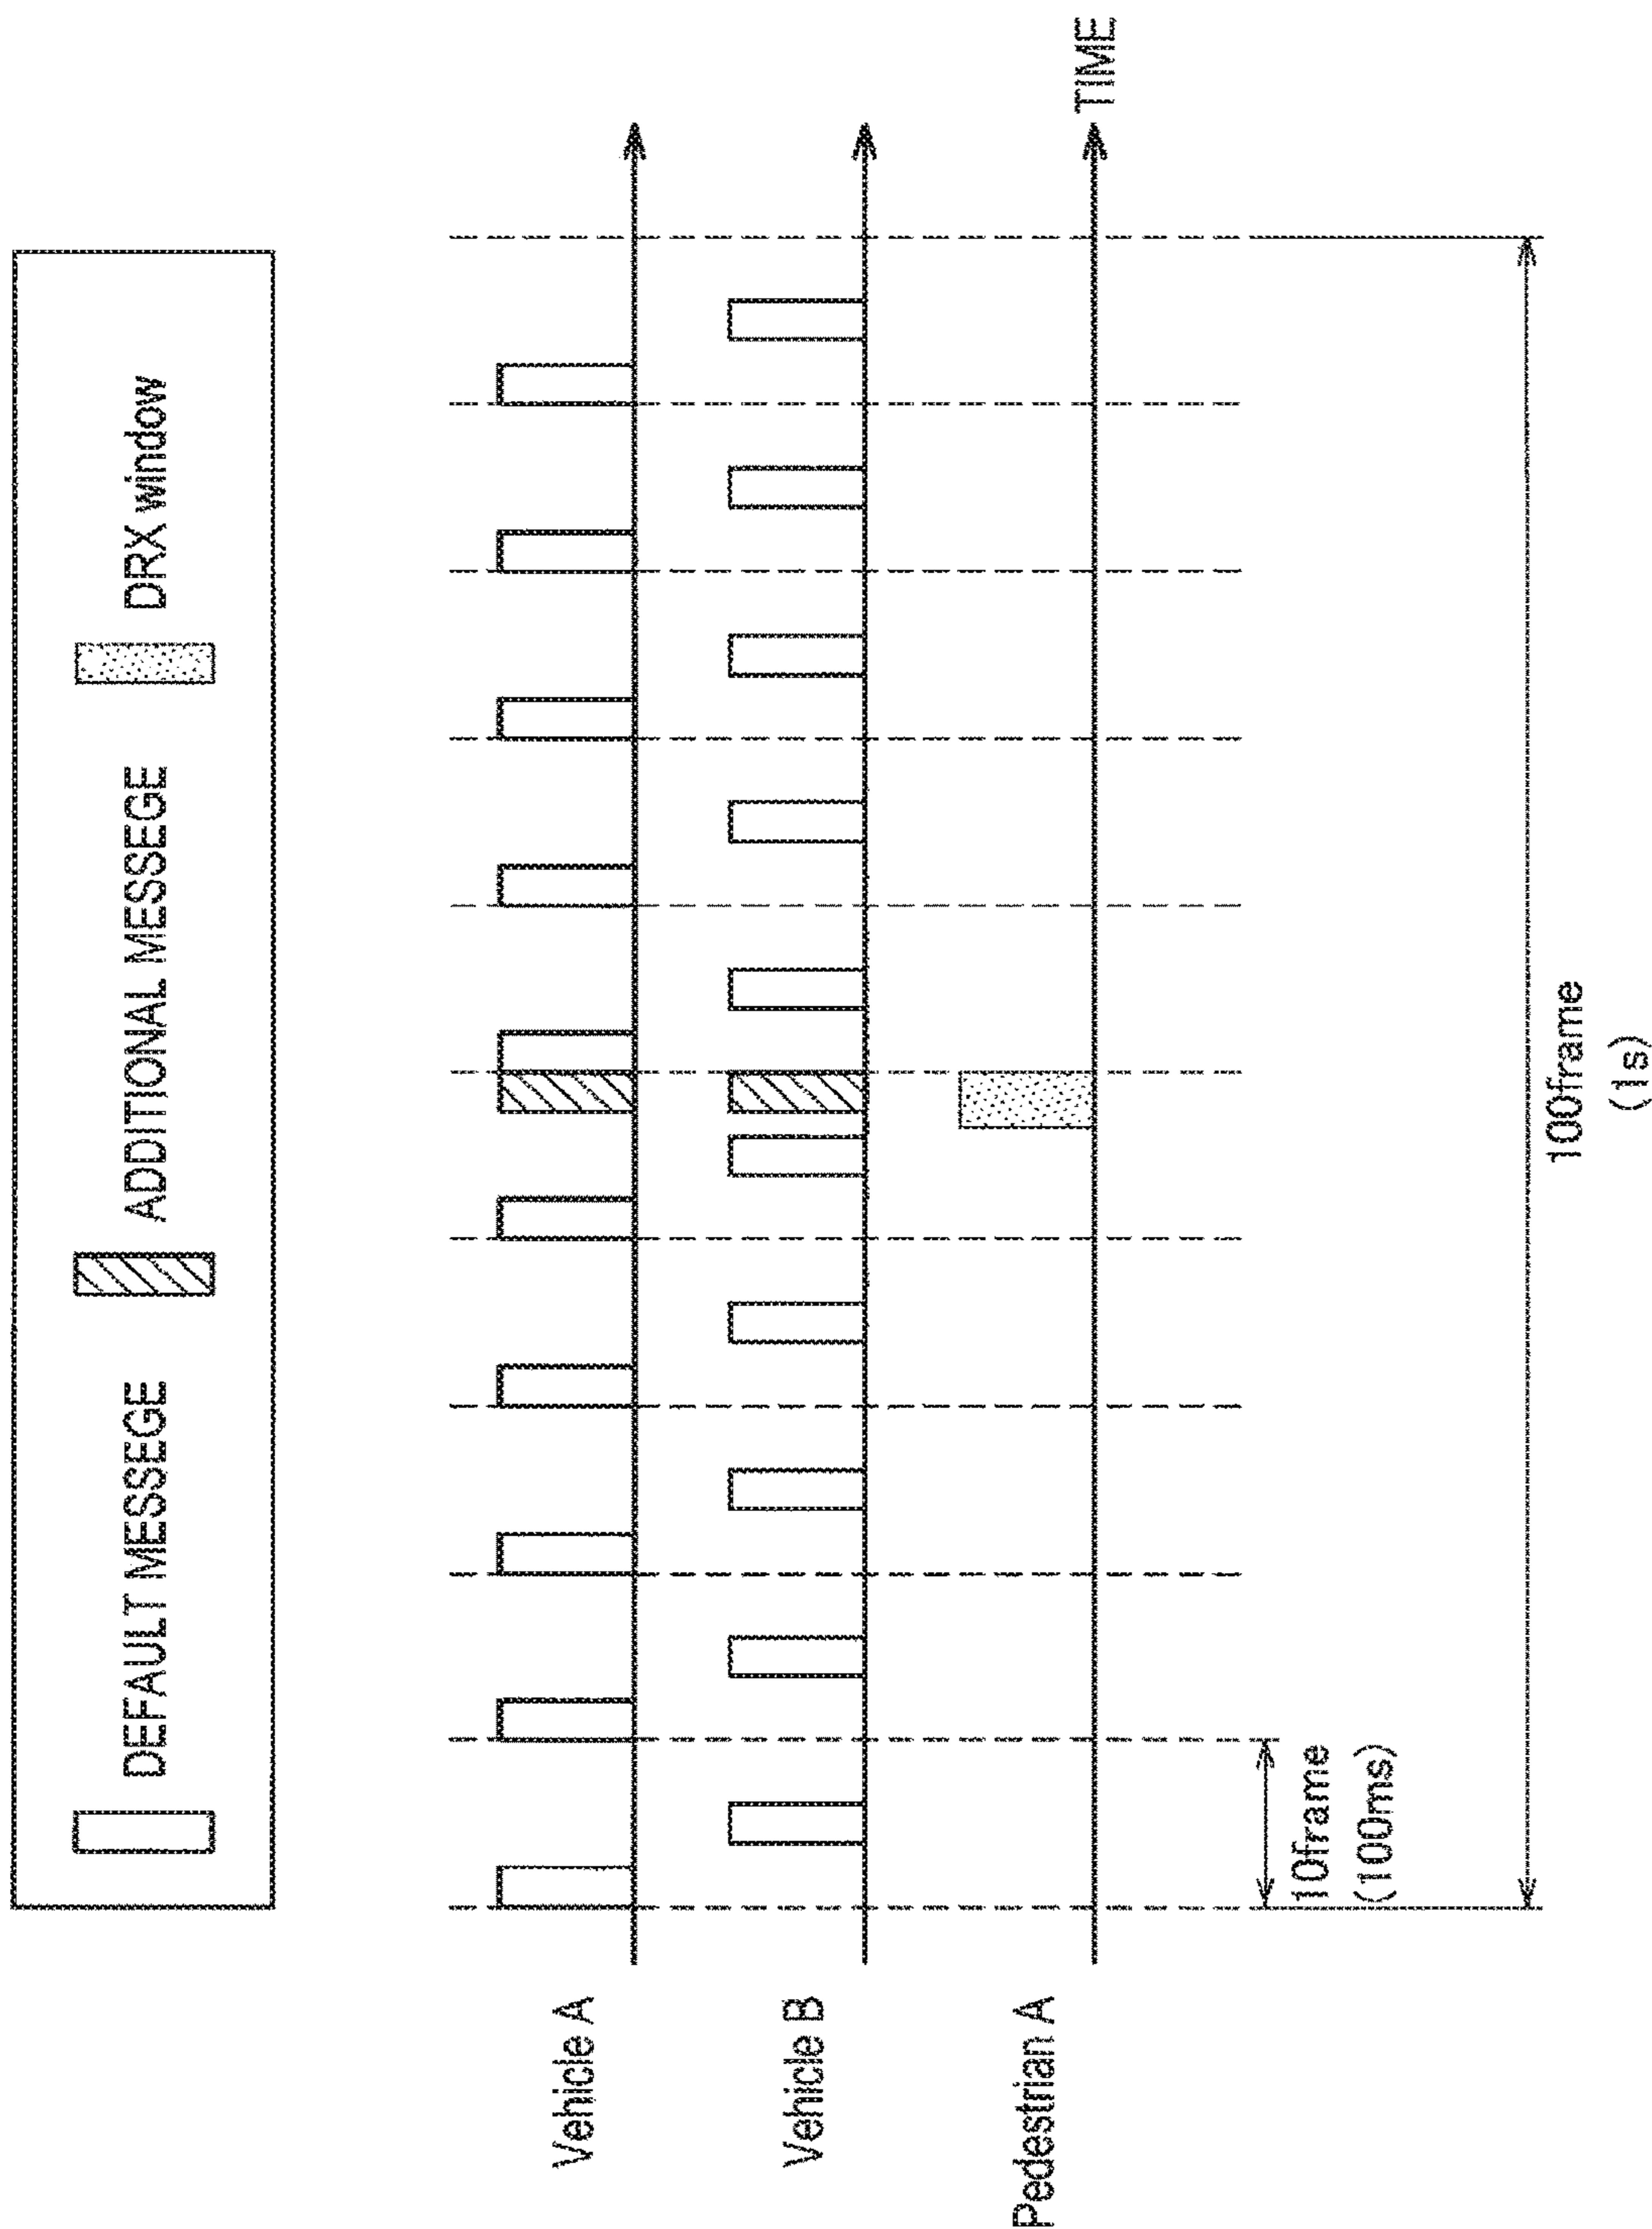 DEFAULT MESSEGE
ADDITIONAL MESSEGE
DRX window
Vehicle A
Vehicle B
Pedestrian A
TIME
10frame
(100ms)
100frame
(1s)